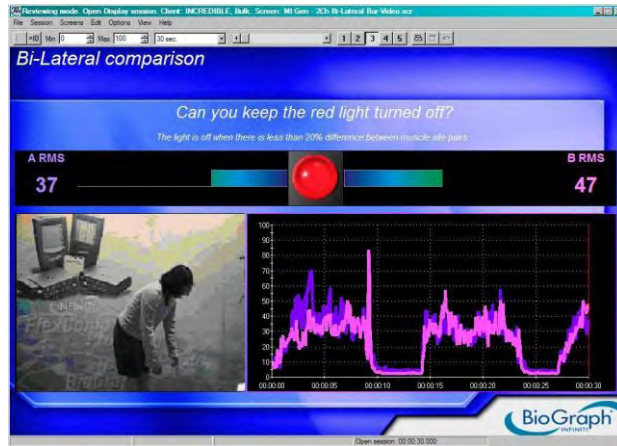 Reviewing mode. Open Display session. Client: INCREDIBLE, Bulk. Screen: MI Gen - 2Ch Bi-Lateral Bar-Video.scr
File Session Screens Edit Options View Help
Min 0 Max 100 30 sec. 1 2 3 4 5
Bi-Lateral comparison
Can you keep the red light turned off?
The light is off when there is less than 20% difference between muscle site pairs
A RMS B RMS
37 47
100
90
80
70
60
50
40
30
20
10
0
00:00:00 00:00:05 00:00:10 00:00:15 00:00:20 00:00:25 00:00:30
INFINITI
FlexComp
BioGraph
INFINITI
Open session: 00:00:30.000